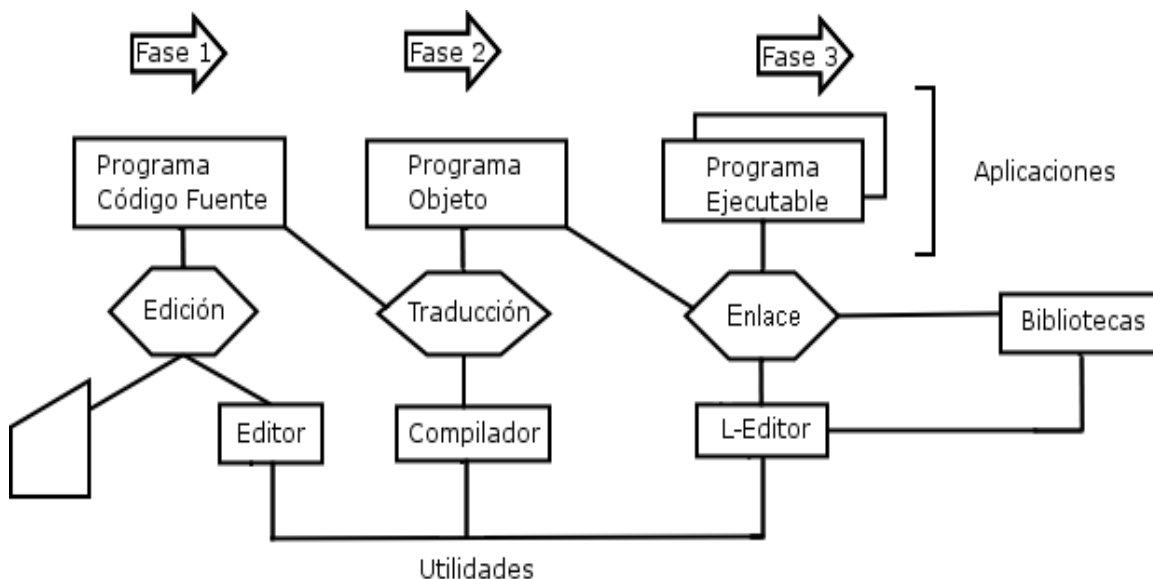 Fase 1
Fase 2
Fase 3
Programa
Código Fuente
Programa
Objeto
Programa
Ejecutable
Aplicaciones
Edición
Traducción
Enlace
Bibliotecas
Editor
Compilador
L-Editor
Utilidades